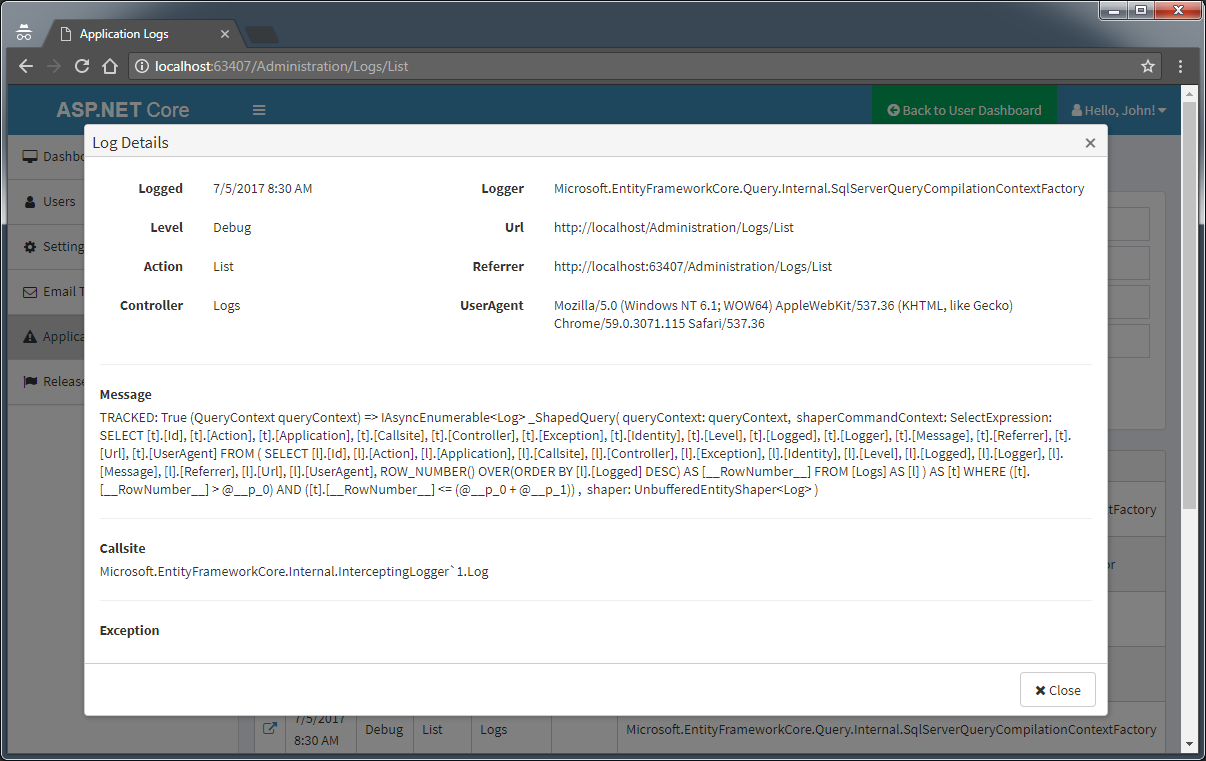 Application Logs
localhost:63407/Administration/Logs/List
ASP.NET Core
Back to User Dashboard
Hello, John!
Dashbo
Users
Setting
Email T
Applica
Release
Log Details
Logged 7/5/2017 8:30 AM Logger Microsoft.EntityFrameworkCore.Query.Internal.SqlServerQueryCompilationContextFactory
Level Debug Url http://localhost/Administration/Logs/List
Action List Referrer http://localhost:63407/Administration/Logs/List
Controller Logs UserAgent Mozilla/5.0 (Windows NT 6.1; WOW64) AppleWebKit/537.36 (KHTML, like Gecko)
Chrome/59.0.3071.115 Safari/537.36
Message
TRACKED: True (QueryContext queryContext) => IAsyncEnumerable<Log> _ShapedQuery( queryContext: queryContext, shaperCommandContext: SelectExpression:
SELECT [t].[Id], [t].[Action], [t].[Application], [t].[Callsite], [t].[Controller], [t].[Exception], [t].[Identity], [t].[Level], [t].[Logged], [t].[Logger], [t].[Message], [t].[Referrer], [t].
[Url], [t].[UserAgent] FROM ( SELECT [l].[Id], [l].[Action], [l].[Application], [l].[Callsite], [l].[Controller], [l].[Exception], [l].[Identity], [l].[Level], [l].[Logged], [l].[Logger], [l].
[Message], [l].[Referrer], [l].[Url], [l].[UserAgent], ROW_NUMBER() OVER(ORDER BY [l].[Logged] DESC) AS [__RowNumber__] FROM [Logs] AS [l] ) AS [t] WHERE ([t].
[__RowNumber__] > @__p_0) AND ([t].[__RowNumber__] <= (@__p_0 + @__p_1)) , shaper: UnbufferedEntityShaper<Log> )
Callsite
Microsoft.EntityFrameworkCore.Internal.InterceptingLogger`1.Log
Exception
Close
tFactory
or
7/5/2017
8:30 AM
Debug
List
Logs
Microsoft.EntityFrameworkCore.Query.Internal.SqlServerQueryCompilationContextFactory